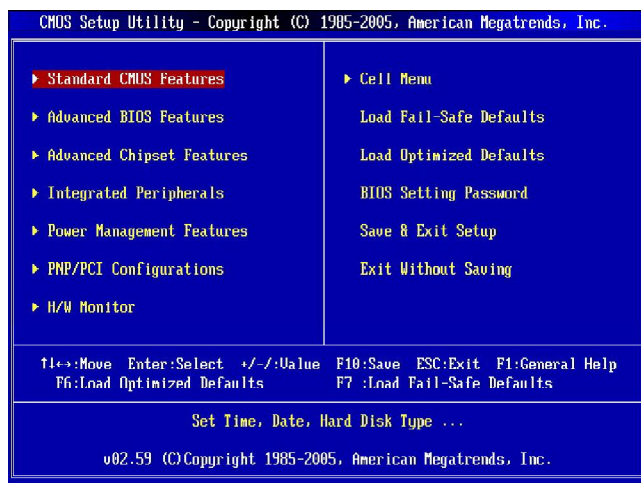 CMOS Setup Utility - Copyright (C) 1985-2005, American Megatrends, Inc.
▶ Standard CMOS Features
▶ Advanced BIOS Features
▶ Advanced Chipset Features
▶ Integrated Peripherals
▶ Power Management Features
▶ PNP/PCI Configurations
▶ H/W Monitor
▶ Cell Menu
Load Fail-Safe Defaults
Load Optimized Defaults
BIOS Setting Password
Save & Exit Setup
Exit Without Saving
↑↓←→:Move Enter:Select +/-/:Value F10:Save ESC:Exit F1:General Help
F6:Load Optimized Defaults F7 :Load Fail-Safe Defaults
Set Time, Date, Hard Disk Type ...
v02.59 (C)Copyright 1985-2005, American Megatrends, Inc.